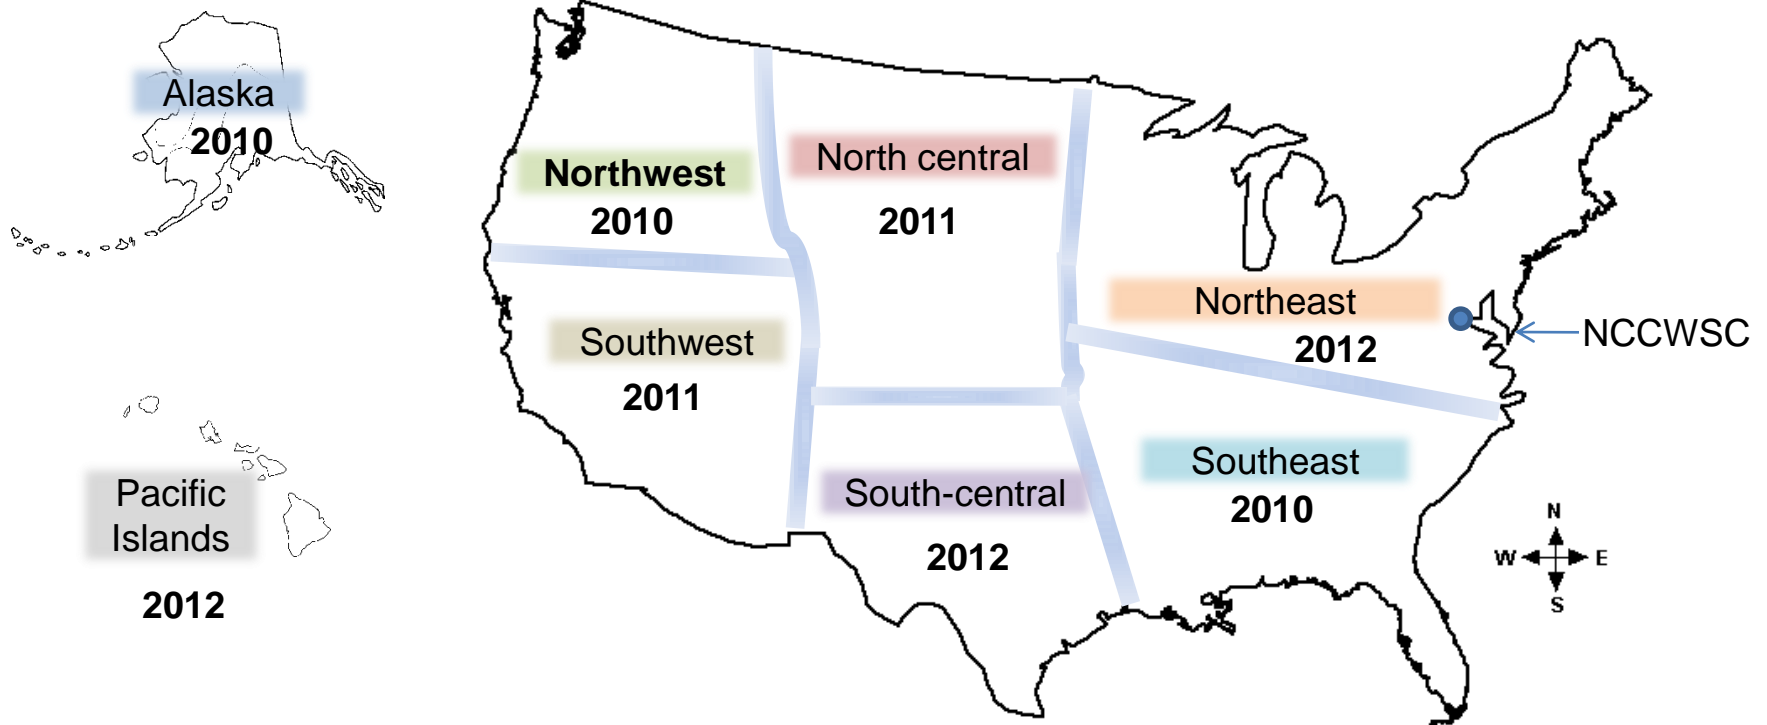 Alaska
2010
Northwest
2010
North central
2011
Northeast
2012
NCCWSC
Southwest
2011
Southeast
2010
South-central
2012
Pacific
Islands
2012
N
W
E
S